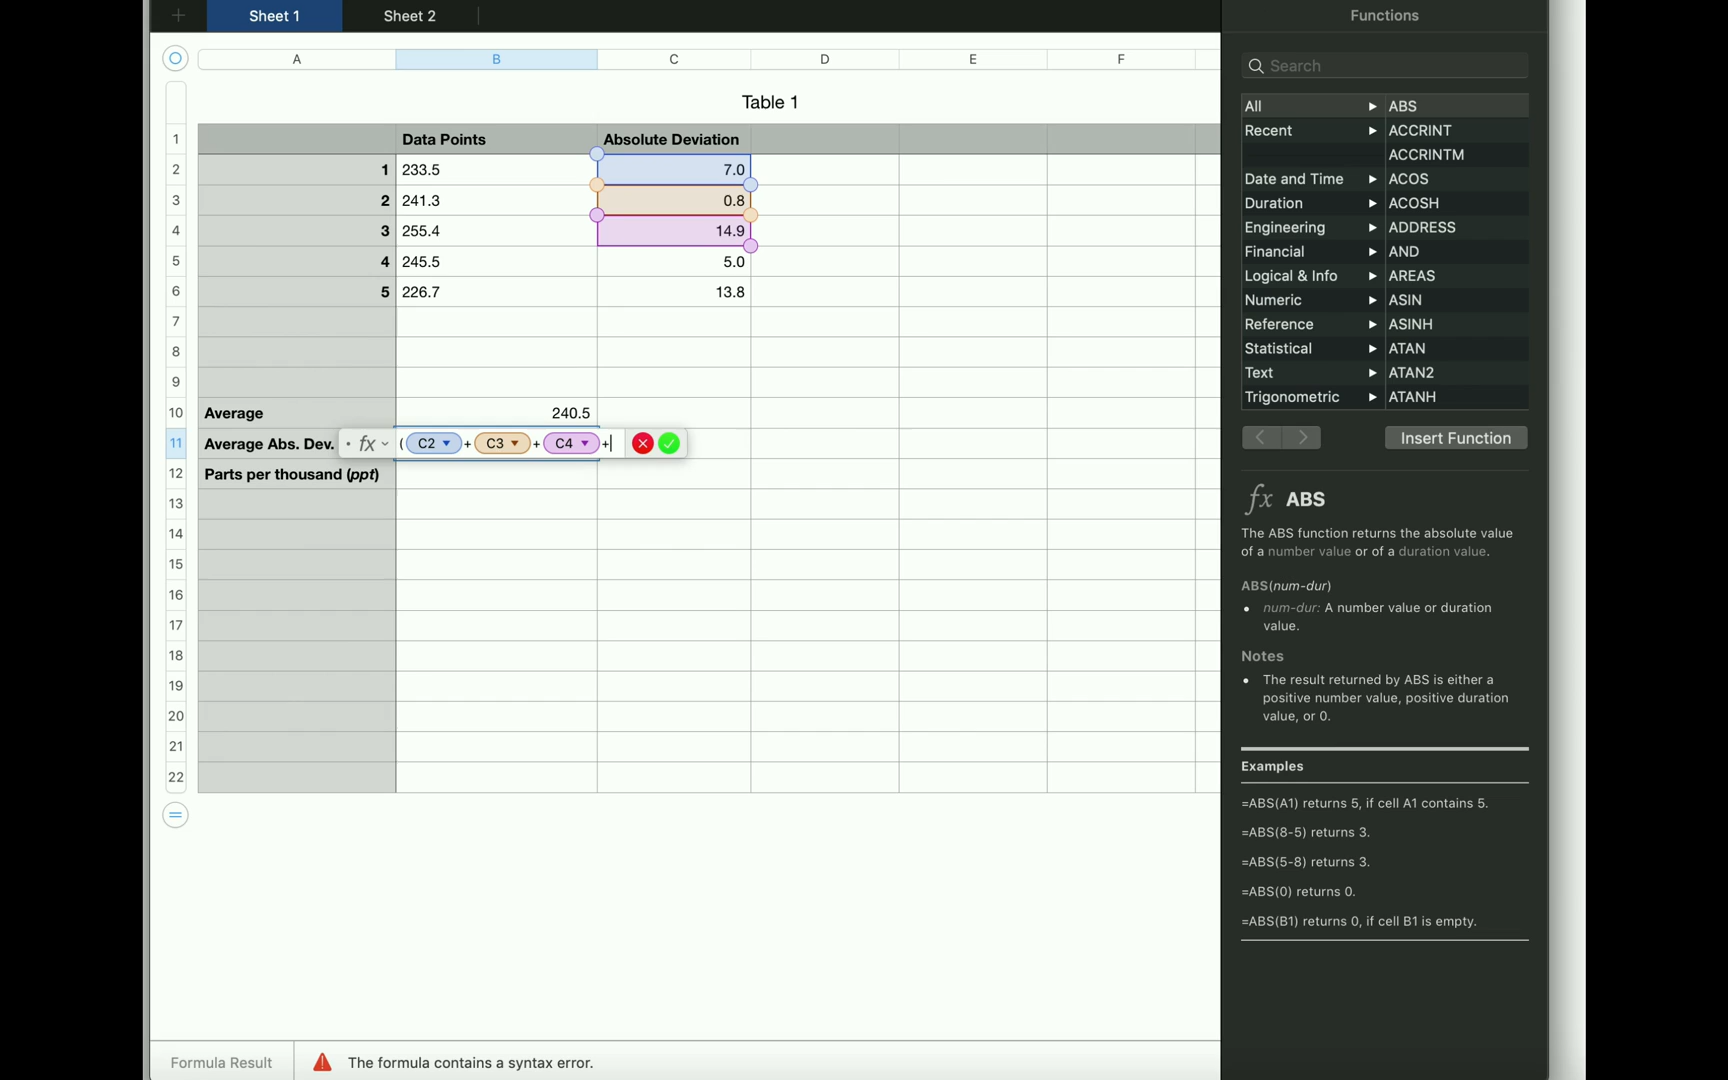 Sheet 1 Sheet 2 Functions
Search
A B C D E F
Table 1
1 Data Points Absolute Deviation
2 1 233.5 7.0
3 2 241.3 0.8
4 3 255.4 14.9
5 4 245.5 5.0
6 5 226.7 13.8
7
8
9
10 Average 240.5
11 Average Abs. Dev. fx ( C2 + C3 + C4 +
12 Parts per thousand (ppt)
13
14
15
16
17
18
19
20
21
22
All ABS
Recent ACCRINT
ACCRINTM
Date and Time ACOS
Duration ACOSH
Engineering ADDRESS
Financial AND
Logical & Info AREAS
Numeric ASIN
Reference ASINH
Statistical ATAN
Text ATAN2
Trigonometric ATANH
Insert Function
fx ABS
The ABS function returns the absolute value
of a number value or of a duration value.
ABS(num-dur)
• num-dur: A number value or duration
value.
Notes
• The result returned by ABS is either a
positive number value, positive duration
value, or 0.
Examples
=ABS(A1) returns 5, if cell A1 contains 5.
=ABS(8-5) returns 3.
=ABS(5-8) returns 3.
=ABS(0) returns 0.
=ABS(B1) returns 0, if cell B1 is empty.
Formula Result The formula contains a syntax error.